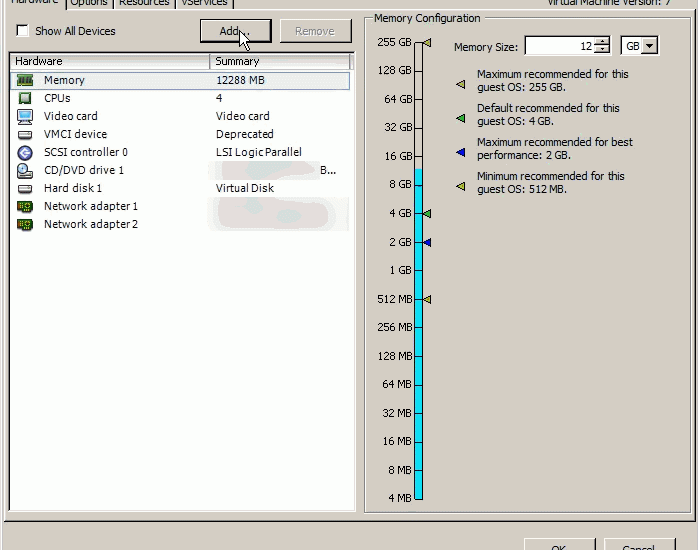 Hardware Options Resources vServices
Virtual Machine Version: 7
Show All Devices
Add...
Remove
Hardware Summary
Memory 12288 MB
CPUs 4
Video card Video card
VMCI device Deprecated
SCSI controller 0 LSI Logic Parallel
CD/DVD drive 1 B...
Hard disk 1 Virtual Disk
Network adapter 1
Network adapter 2
Memory Configuration
255 GB
128 GB
64 GB
32 GB
16 GB
8 GB
4 GB
2 GB
1 GB
512 MB
256 MB
128 MB
64 MB
32 MB
16 MB
8 MB
4 MB
Memory Size: 12 GB
Maximum recommended for this
guest OS: 255 GB.
Default recommended for this
guest OS: 4 GB.
Maximum recommended for best
performance: 2 GB.
Minimum recommended for this
guest OS: 512 MB.
OK
Cancel